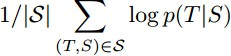 1/|𝒮| ∑_{(T,S)∈𝒮} log p(T|S)